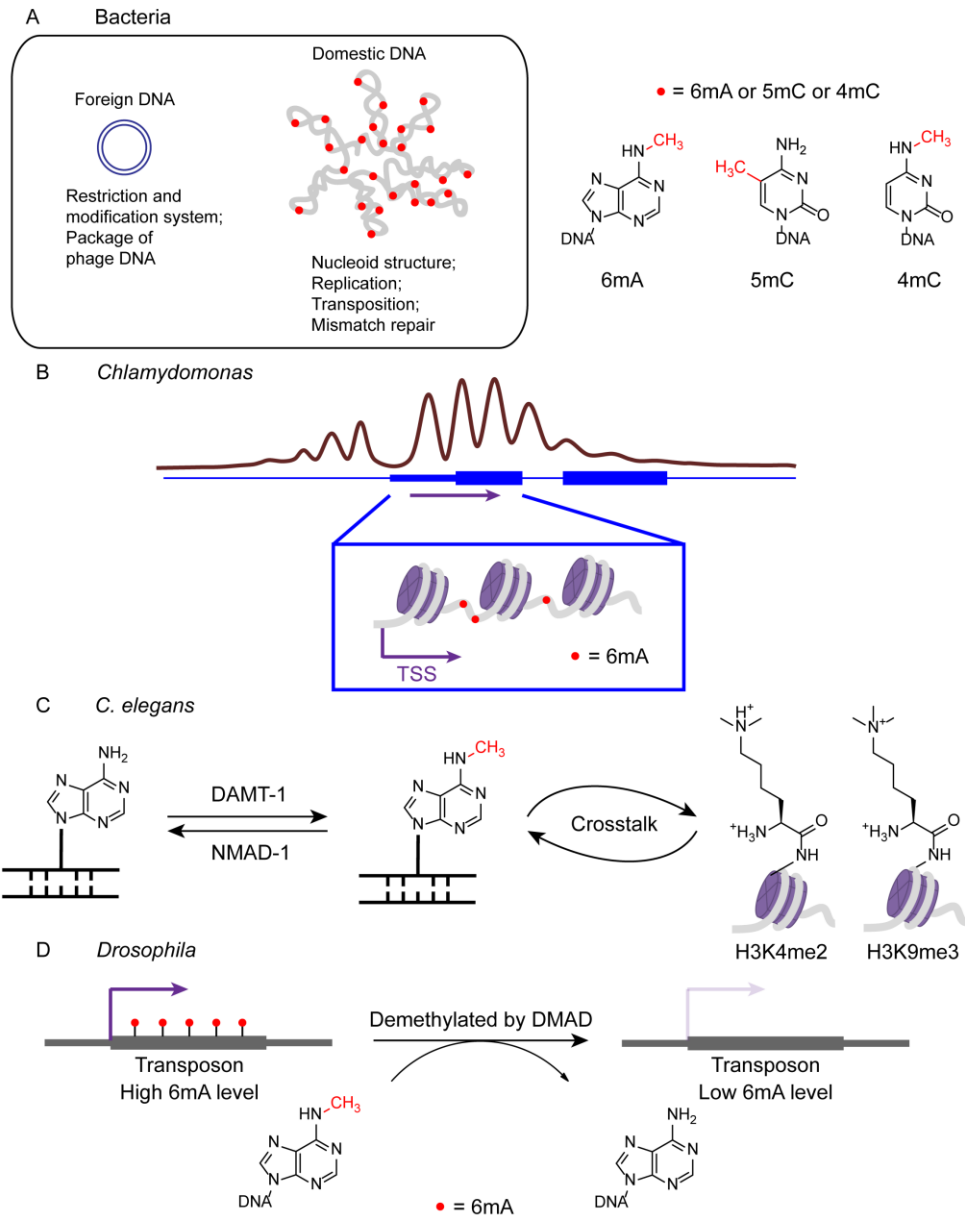 A Bacteria
Domestic DNA
Foreign DNA
Restriction and
modification system;
Package of
phage DNA
Nucleoid structure;
Replication;
Transposition;
Mismatch repair
= 6mA or 5mC or 4mC
HN CH3
N
N
N
N
DNA
6mA
NH2
H3C
N
N
O
DNA
5mC
HN CH3
N
N
O
DNA
4mC
B Chlamydomonas
TSS
= 6mA
C C. elegans
NH2
N
N
N
N
DAMT-1
NMAD-1
HN CH3
N
N
N
N
Crosstalk
H+
N
+H3N
O
NH
H3K4me2
N+
+H3N
O
NH
H3K9me3
D Drosophila
Transposon
High 6mA level
Demethylated by DMAD
Transposon
Low 6mA level
HN CH3
N
N
N
N
DNA
NH2
N
N
N
N
DNA
= 6mA